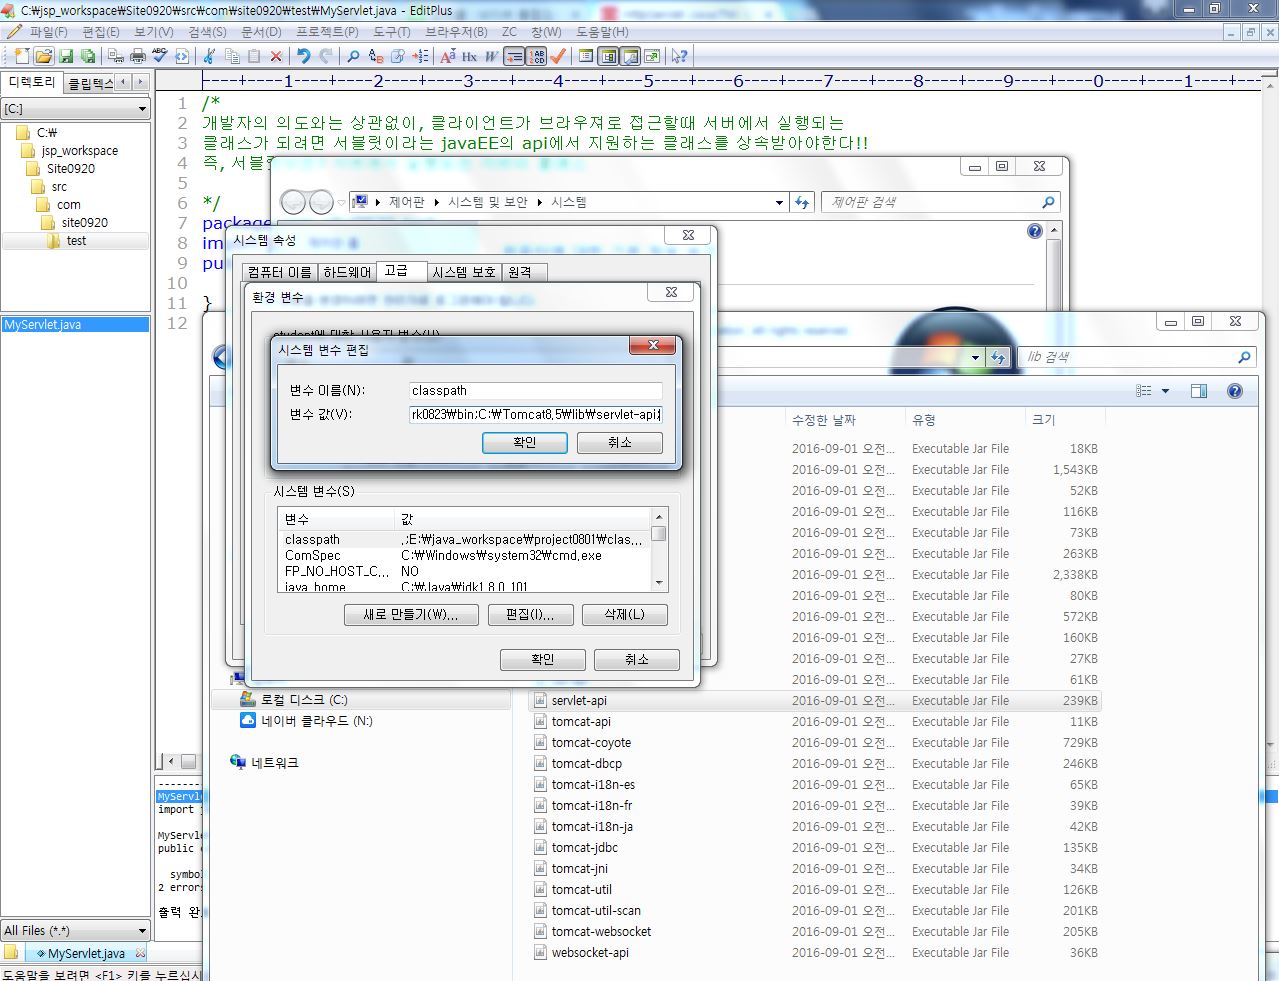 C:₩jsp_workspace₩Site0920₩src₩com₩site0920₩test₩MyServlet.java - EditPlus
파일(F) 편집(E) 보기(V) 검색(S) 문서(D) 프로젝트(P) 도구(T) 브라우저(B) ZC 창(W) 도움말(H)
디렉토리 클립텍스
----+----1----+----2----+----3----+----4----+----5----+----6----+----7----+----8----+----9----+----0----+----1----+--
[C:]
C:₩
jsp_workspace
Site0920
src
com
site0920
test
MyServlet.java
All Files (*.*)
MyServlet.java
도움말을 보려면 <F1> 키를 누르십시
1 /*
2 개발자의 의도와는 상관없이, 클라이언트가 브라우져로 접근할때 서버에서 실행되는
3 클래스가 되려면 서블릿이라는 javaEE의 api에서 지원하는 클래스를 상속받아야한다!!
4 즉, 서블
5
6 */
7 package
8 im
9 pu
10
11 }
12
MyServl
import
MyServl
public
symbo
2 errors
출력 완
제어판 시스템 및 보안 시스템
제어판 검색
시스템 속성
컴퓨터 이름 하드웨어 고급 시스템 보호 원격
환경 변수
student에 대한 사용자 변수(U)
시스템 변수 편집
변수 이름(N): classpath
변수 값(V): rk0823₩bin;C:₩Tomcat8.5₩lib₩servlet-api.
확인 취소
시스템 변수(S)
변수 값
classpath .;E:₩java_workspace₩project0801₩clas...
ComSpec C:₩Windows₩system32₩cmd.exe
FP_NO_HOST_C... NO
java_home C:₩Java₩jdk1.8.0_101
새로 만들기(W)... 편집(I)... 삭제(L)
확인 취소
lib 검색
수정한 날짜 유형 크기
2016-09-01 오전... Executable Jar File 18KB
2016-09-01 오전... Executable Jar File 1,543KB
2016-09-01 오전... Executable Jar File 52KB
2016-09-01 오전... Executable Jar File 116KB
2016-09-01 오전... Executable Jar File 73KB
2016-09-01 오전... Executable Jar File 263KB
2016-09-01 오전... Executable Jar File 2,338KB
2016-09-01 오전... Executable Jar File 80KB
2016-09-01 오전... Executable Jar File 572KB
2016-09-01 오전... Executable Jar File 160KB
2016-09-01 오전... Executable Jar File 27KB
2016-09-01 오전... Executable Jar File 61KB
servlet-api 2016-09-01 오전... Executable Jar File 239KB
tomcat-api 2016-09-01 오전... Executable Jar File 11KB
tomcat-coyote 2016-09-01 오전... Executable Jar File 729KB
tomcat-dbcp 2016-09-01 오전... Executable Jar File 246KB
tomcat-i18n-es 2016-09-01 오전... Executable Jar File 65KB
tomcat-i18n-fr 2016-09-01 오전... Executable Jar File 39KB
tomcat-i18n-ja 2016-09-01 오전... Executable Jar File 42KB
tomcat-jdbc 2016-09-01 오전... Executable Jar File 135KB
tomcat-jni 2016-09-01 오전... Executable Jar File 34KB
tomcat-util 2016-09-01 오전... Executable Jar File 126KB
tomcat-util-scan 2016-09-01 오전... Executable Jar File 201KB
tomcat-websocket 2016-09-01 오전... Executable Jar File 205KB
websocket-api 2016-09-01 오전... Executable Jar File 36KB
로컬 디스크 (C:)
네이버 클라우드 (N:)
네트워크